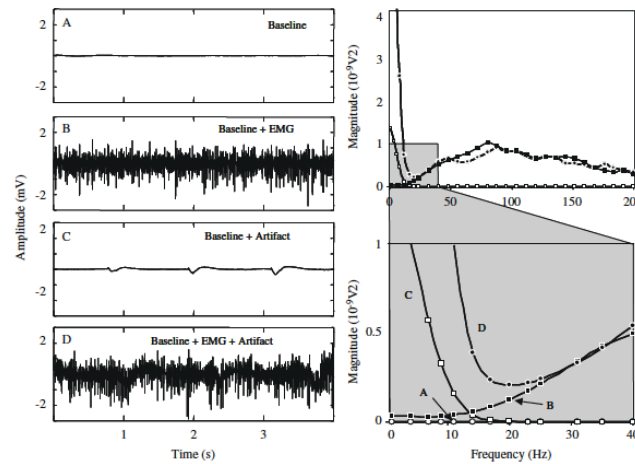 A
Baseline
2
-2
B
Baseline + EMG
2
-2
C
Baseline + Artifact
2
-2
D
Baseline + EMG + Artifact
2
-2
1 2 3 4
Time (s)
Amplitude (mV)
4
2
1
0
0 50 100 150 200
Magnitude (10-9V2)
1
0.5
0
C
D
A
B
0 10 20 30 40
Magnitude (10-9V2)
Frequency (Hz)